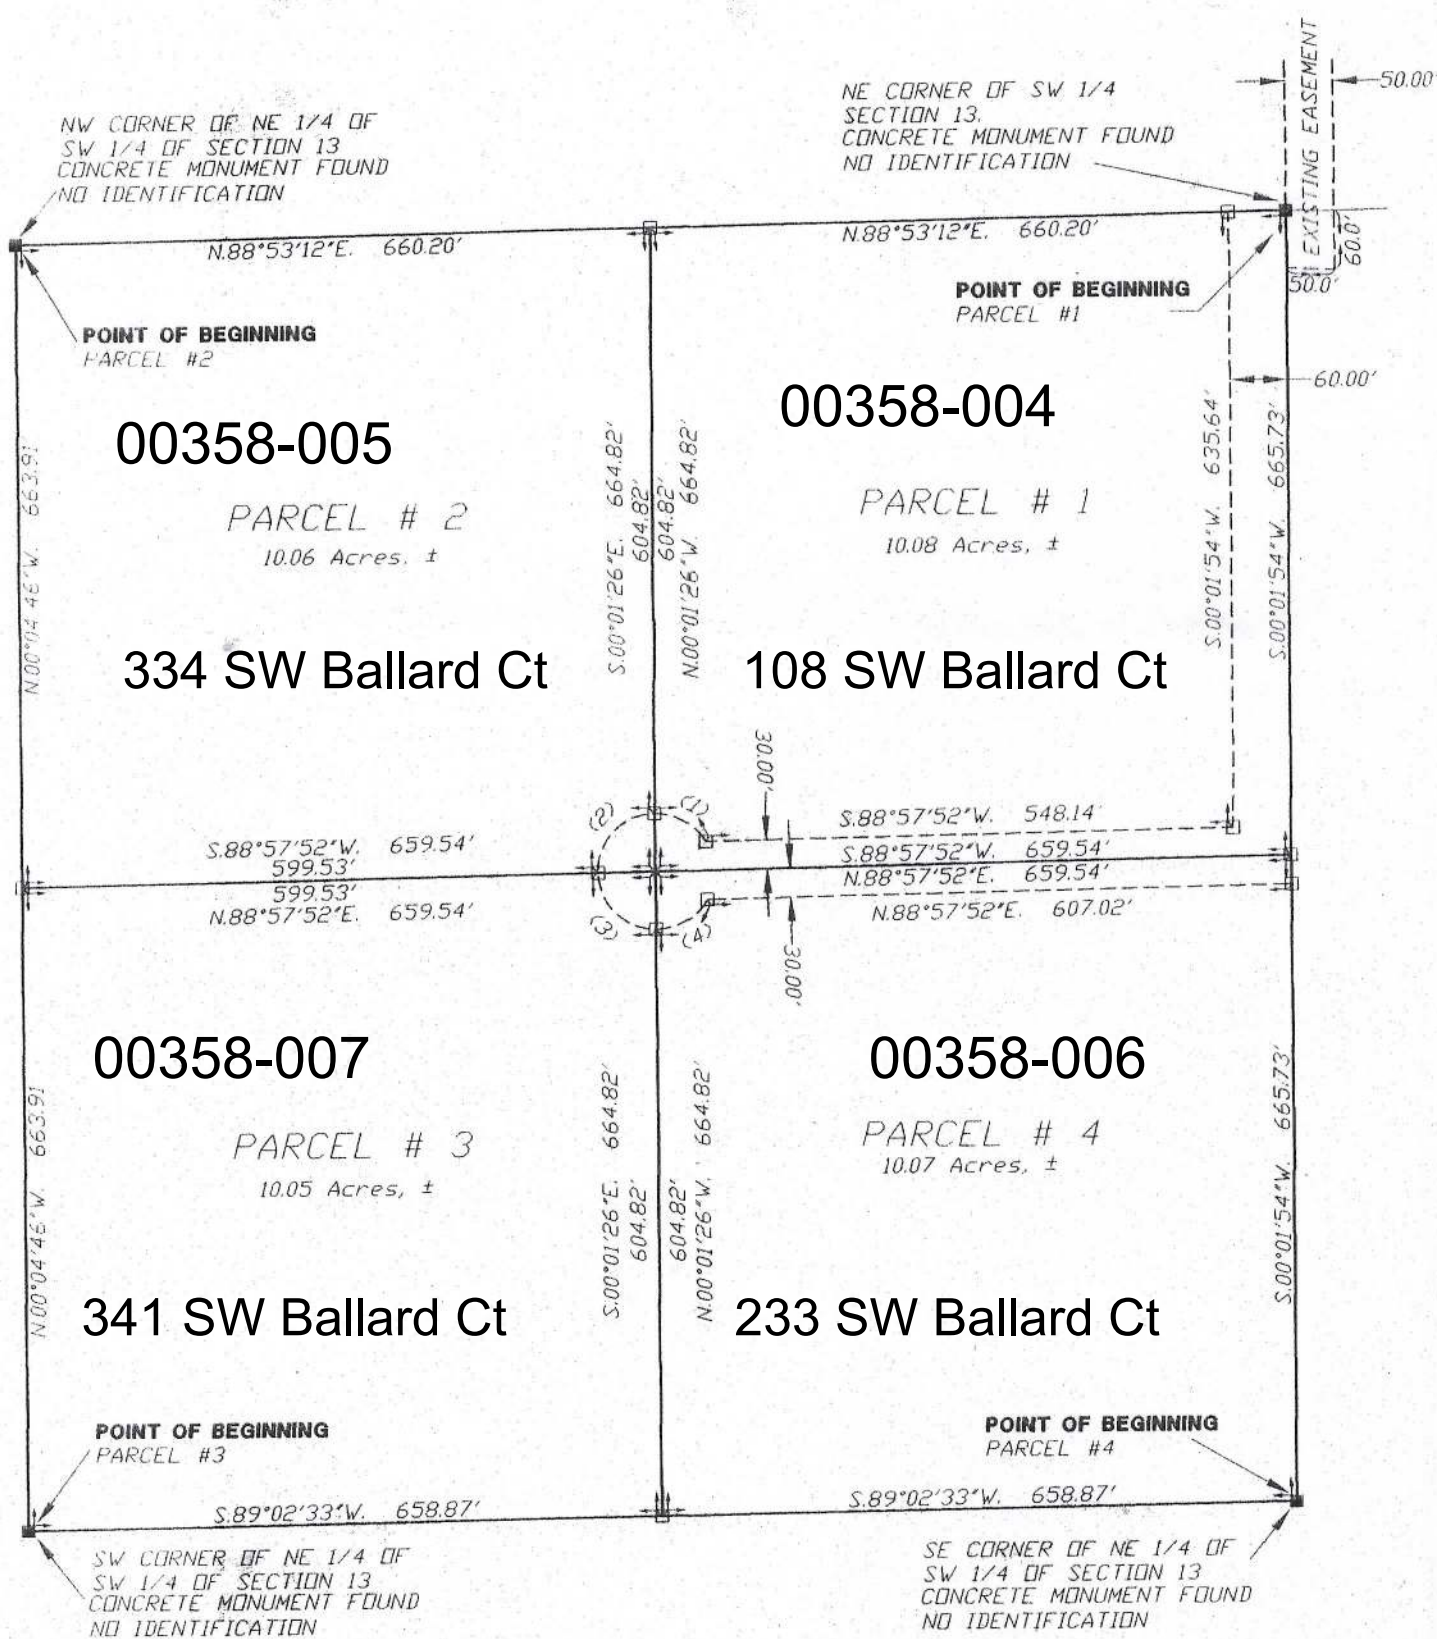 EXISTING EASEMENT
50.00'
NW CORNER OF NE 1/4 OF
SW 1/4 OF SECTION 13
CONCRETE MONUMENT FOUND
NO IDENTIFICATION
NE CORNER OF SW 1/4
SECTION 13.
CONCRETE MONUMENT FOUND
NO IDENTIFICATION
N.88°53'12"E. 660.20'
N.88°53'12"E. 660.20'
60.0'
50.0'
POINT OF BEGINNING
PARCEL #2
POINT OF BEGINNING
PARCEL #1
60.00'
00358-005
00358-004
PARCEL # 2
10.06 Acres. ±
PARCEL # 1
10.08 Acres, ±
N.00°04'46"W. 663.91'
S.00°01'26"E. 664.82'
604.82'
604.82'
N.00°01'26"W. 664.82'
S.00°01'54"W. 635.64'
S.00°01'54"W. 665.73'
334 SW Ballard Ct
108 SW Ballard Ct
30.00'
(2)
(1)
S.88°57'52"W. 548.14'
S.88°57'52"W. 659.54'
599.53'
599.53'
N.88°57'52"E. 659.54'
S.88°57'52"W. 659.54'
N.88°57'52"E. 659.54'
N.88°57'52"E. 607.02'
(3)
(4)
30.00'
00358-007
00358-006
PARCEL # 3
10.05 Acres, ±
PARCEL # 4
10.07 Acres, ±
N.00°04'46"W. 663.91
S.00°01'26"E. 664.82'
604.82'
604.82'
N.00°01'26"W. 664.82'
S.00°01'54"W. 665.73'
341 SW Ballard Ct
233 SW Ballard Ct
POINT OF BEGINNING
PARCEL #3
POINT OF BEGINNING
PARCEL #4
S.89°02'33"W. 658.87'
S.89°02'33"W. 658.87'
SW CORNER OF NE 1/4 OF
SW 1/4 OF SECTION 13
CONCRETE MONUMENT FOUND
NO IDENTIFICATION
SE CORNER OF NE 1/4 OF
SW 1/4 OF SECTION 13
CONCRETE MONUMENT FOUND
NO IDENTIFICATION